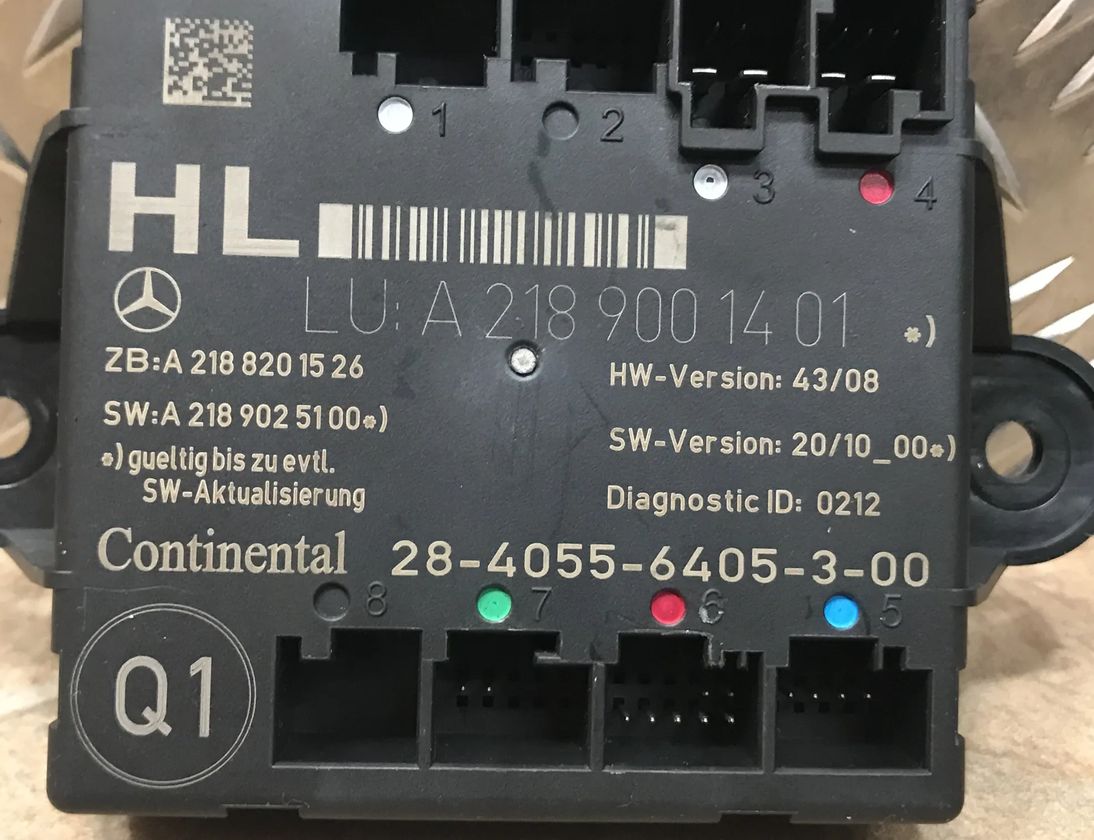 1 2
3 4
HL
LU: A 218 900 14 01 *)
ZB:A 218 820 15 26
HW-Version: 43/08
SW:A 218 902 51 00*)
SW-Version: 20/10_00*)
*) gueltig bis zu evtl.
SW-Aktualisierung
Diagnostic ID: 0212
Continental 28-4055-6405-3-00
8 7 6 5
Q1